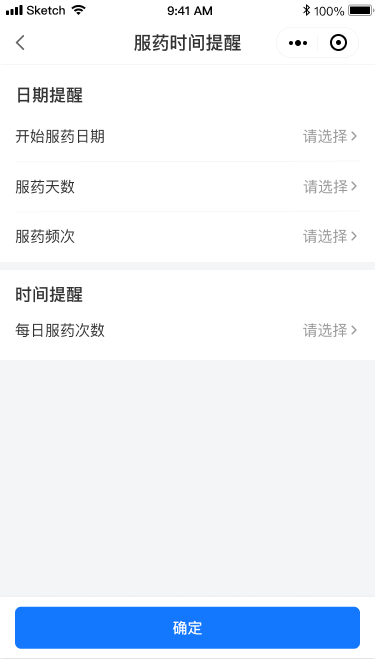 Sketch 9:41 AM 100%
服药时间提醒
日期提醒
开始服药日期 请选择
服药天数 请选择
服药频次 请选择
时间提醒
每日服药次数 请选择
确定